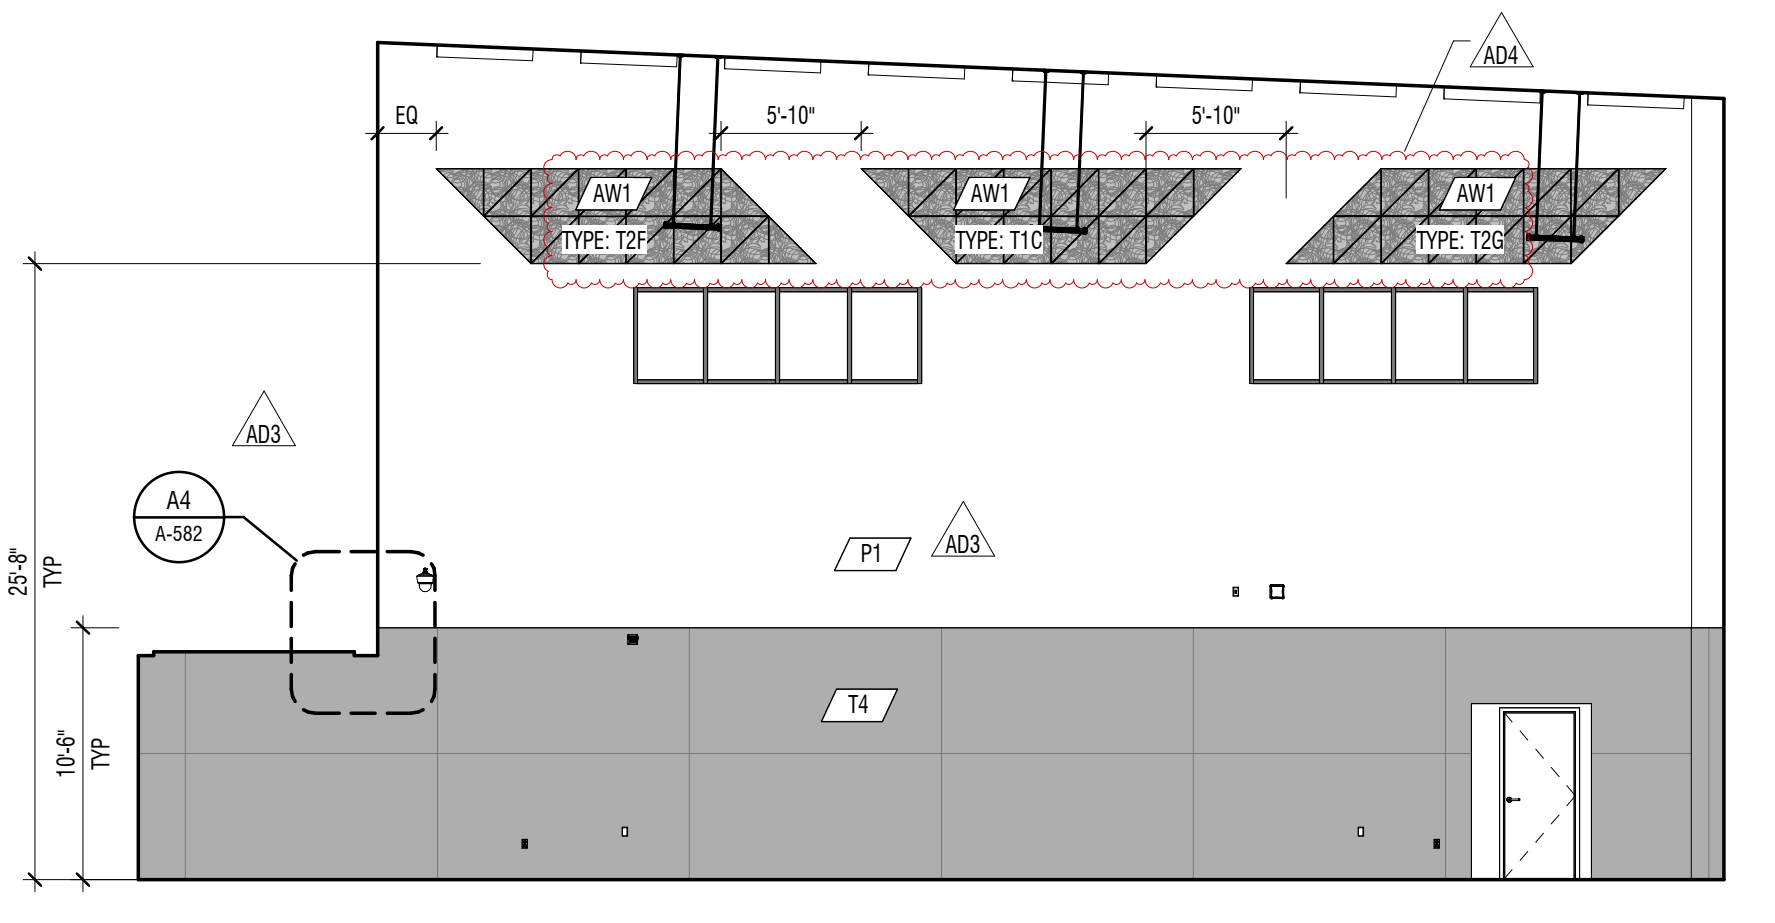 AD4
EQ
5'-10"
5'-10"
AW1
AW1
AW1
TYPE: T2F
TYPE: T1C
TYPE: T2G
AD3
A4
A-582
AD3
P1
25'-8"
TYP
T4
10'-6"
TYP